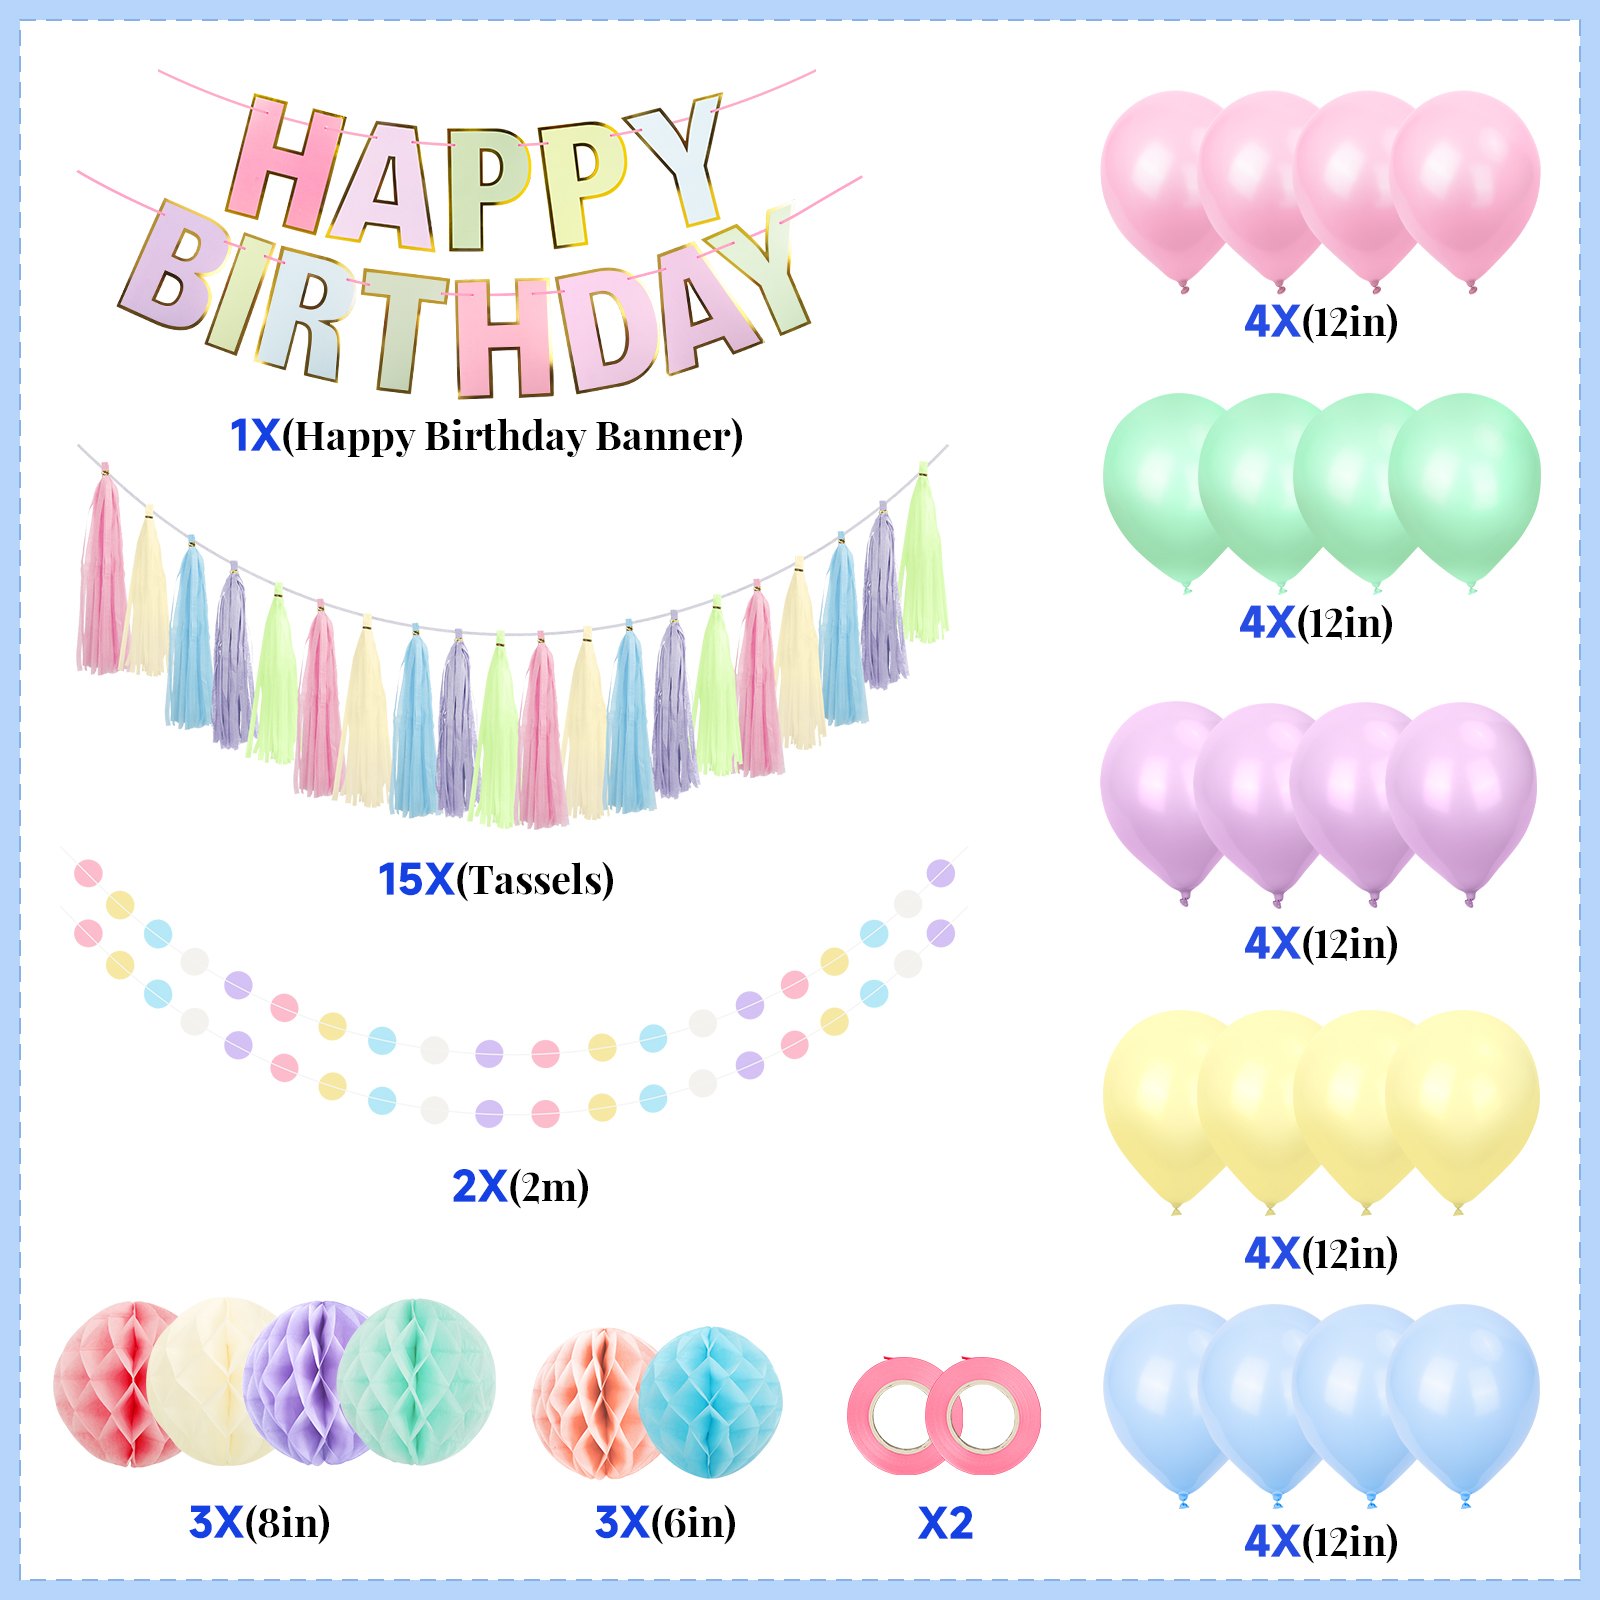 HAPPY
BIRTHDAY
1X(Happy Birthday Banner)
15X(Tassels)
2X(2m)
3X(8in)
3X(6in)
X2
4X(12in)
4X(12in)
4X(12in)
4X(12in)
4X(12in)